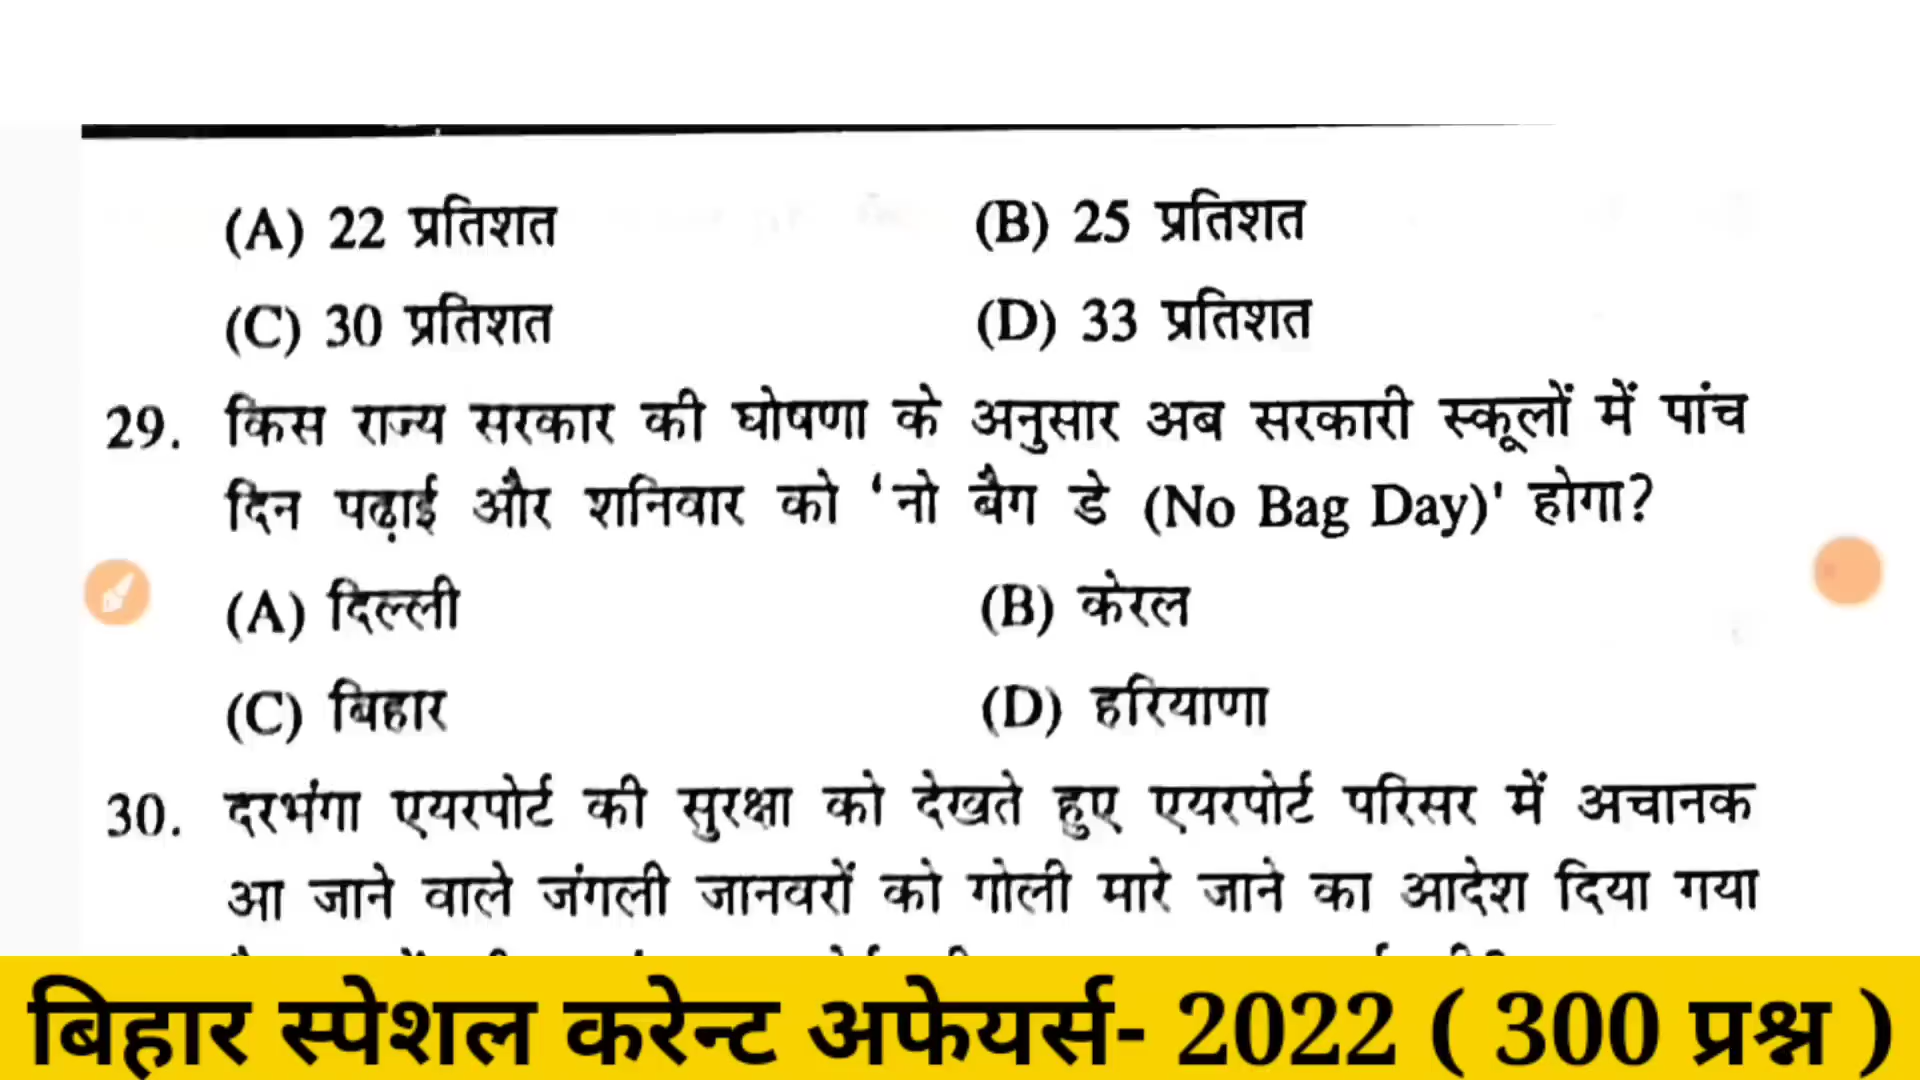 (A) 22 प्रतिशत (B) 25 प्रतिशत
(C) 30 प्रतिशत (D) 33 प्रतिशत
29. किस राज्य सरकार की घोषणा के अनुसार अब सरकारी स्कूलों में पांच
दिन पढ़ाई और शनिवार को ‘नो बैग डे (No Bag Day)' होगा?
(A) दिल्ली (B) केरल
(C) बिहार (D) हरियाणा
30. दरभंगा एयरपोर्ट की सुरक्षा को देखते हुए एयरपोर्ट परिसर में अचानक
आ जाने वाले जंगली जानवरों को गोली मारे जाने का आदेश दिया गया
बिहार स्पेशल करेन्ट अफेयर्स- 2022 ( 300 प्रश्न )